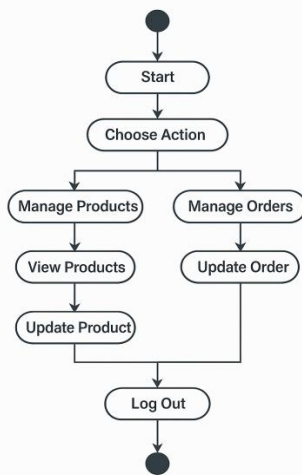 Start
Choose Action
Manage Products
Manage Orders
View Products
Update Order
Update Product
Log Out